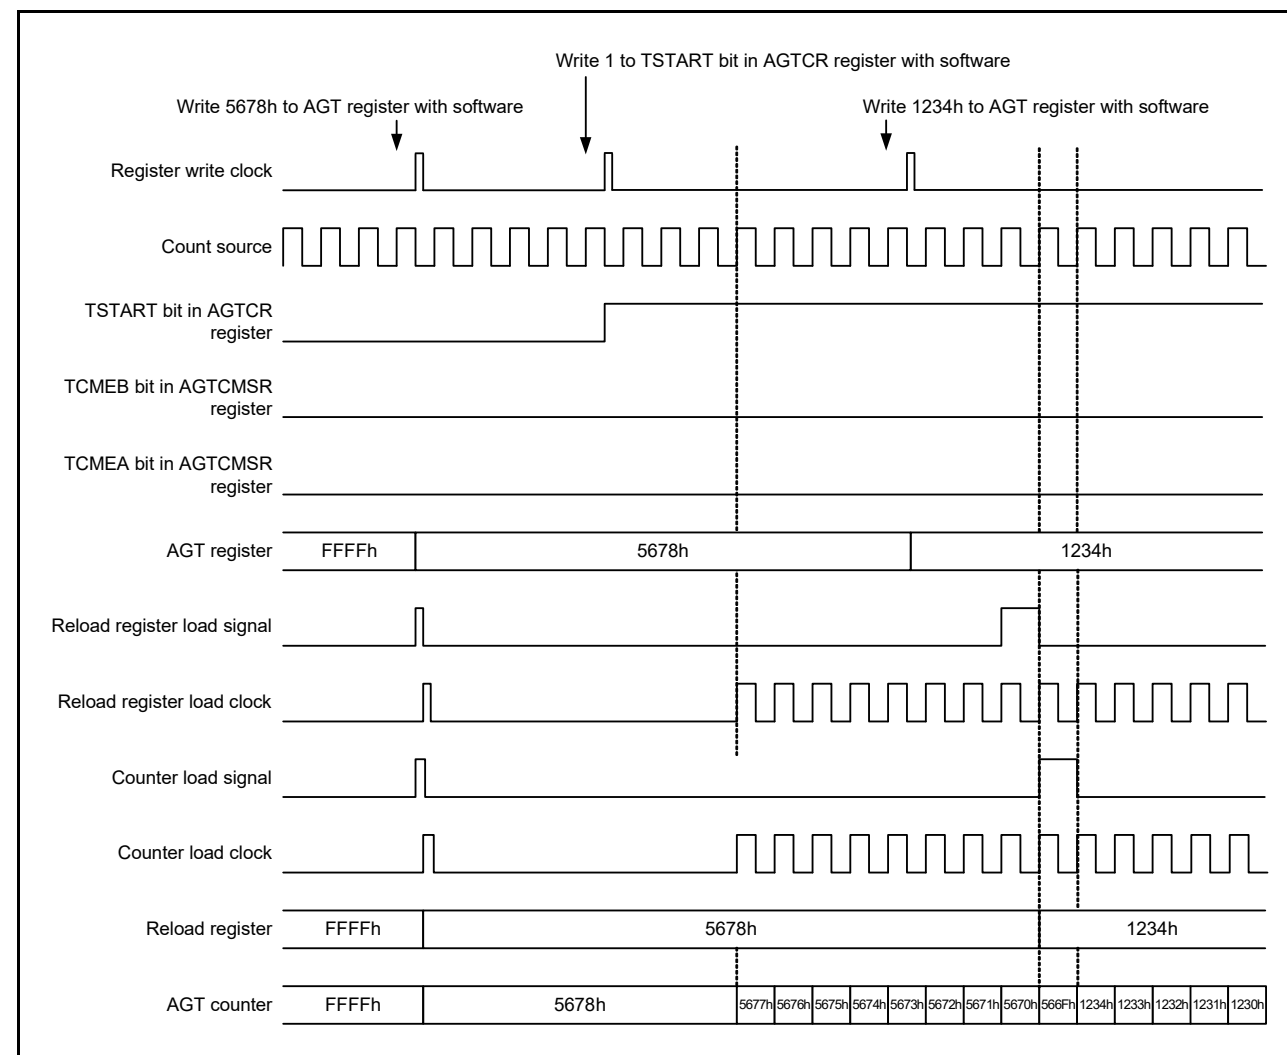 Write 1 to TSTART bit in AGTCR register with software
Write 5678h to AGT register with software
Write 1234h to AGT register with software
Register write clock
Count source
TSTART bit in AGTCR
register
TCMEB bit in AGTCMSR
register
TCMEA bit in AGTCMSR
register
AGT register FFFFh 5678h 1234h
Reload register load signal
Reload register load clock
Counter load signal
Counter load clock
Reload register FFFFh 5678h 1234h
AGT counter FFFFh 5678h 5677h 5676h 5675h 5674h 5673h 5672h 5671h 5670h 566Fh 1234h 1233h 1232h 1231h 1230h